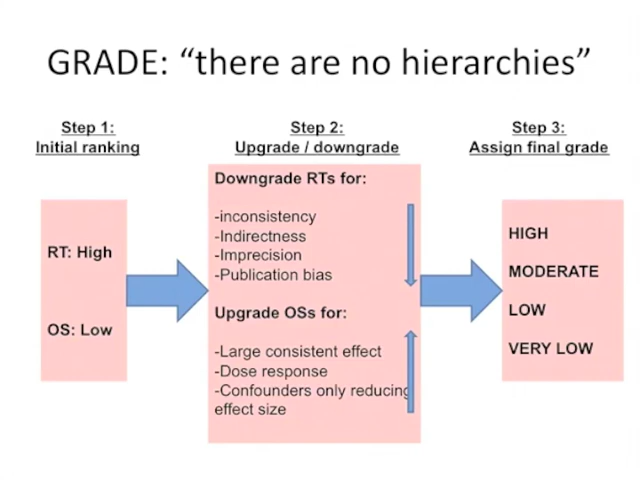 GRADE: “there are no hierarchies”
Step 1:
Initial ranking
Step 2:
Upgrade / downgrade
Step 3:
Assign final grade
RT: High
OS: Low
Downgrade RTs for:
-inconsistency
-Indirectness
-Imprecision
-Publication bias
Upgrade OSs for:
-Large consistent effect
-Dose response
-Confounders only reducing
effect size
HIGH
MODERATE
LOW
VERY LOW